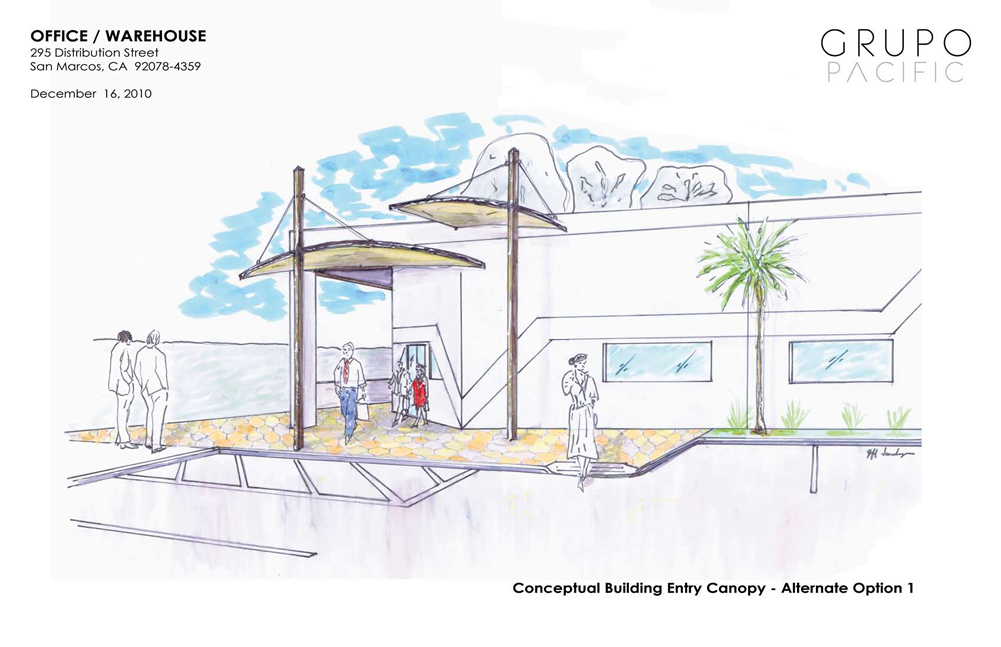 OFFICE / WAREHOUSE
295 Distribution Street
San Marcos, CA 92078-4359
December 16, 2010
GRUPO
PACIFIC
Conceptual Building Entry Canopy - Alternate Option 1